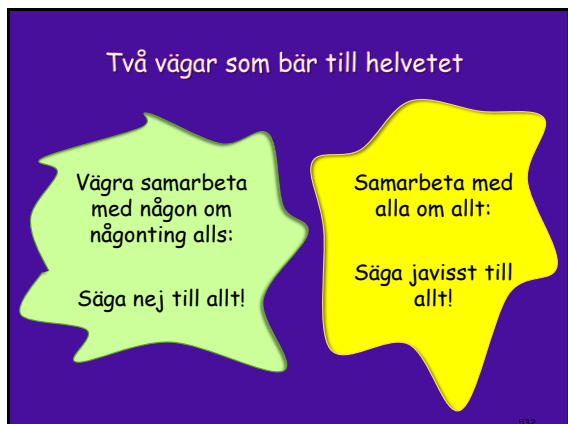 Två vägar som bär till helvetet
Vägra samarbeta
med någon om
någonting alls:
Säga nej till allt!
Samarbeta med
alla om allt:
Säga javisst till
allt!